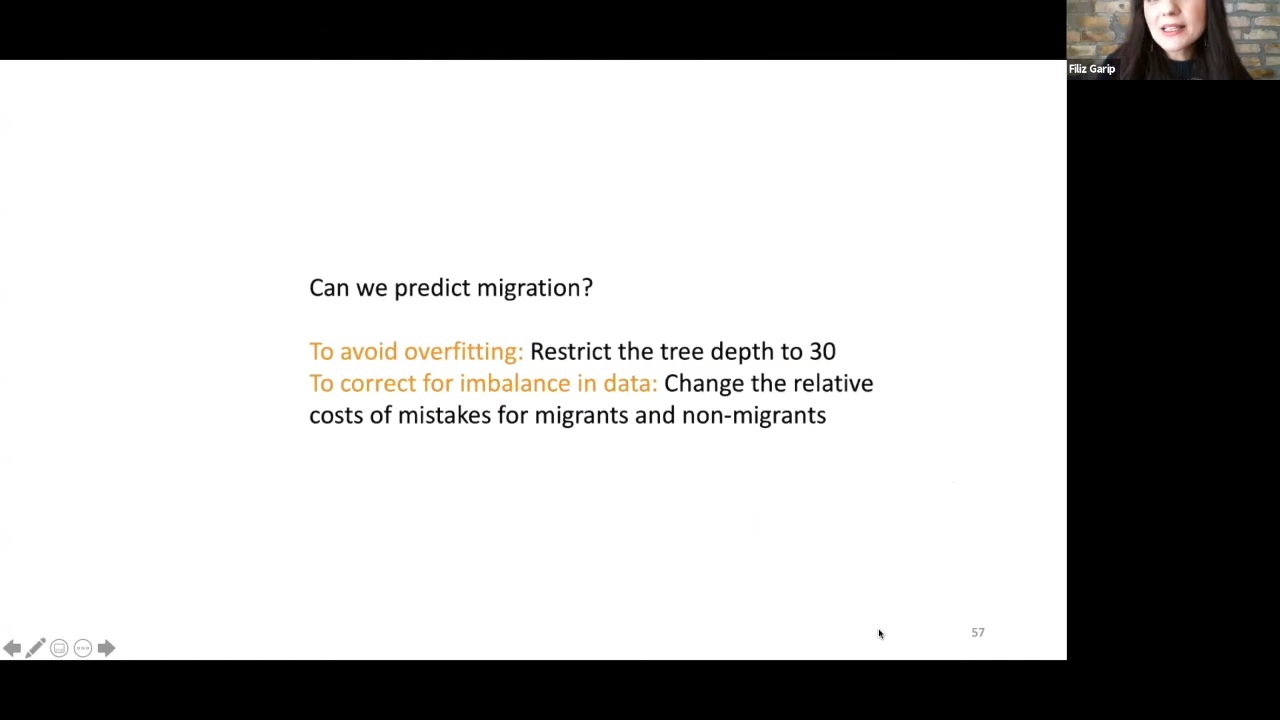 Filiz Garip
Can we predict migration?
To avoid overfitting: Restrict the tree depth to 30
To correct for imbalance in data: Change the relative
costs of mistakes for migrants and non-migrants
57